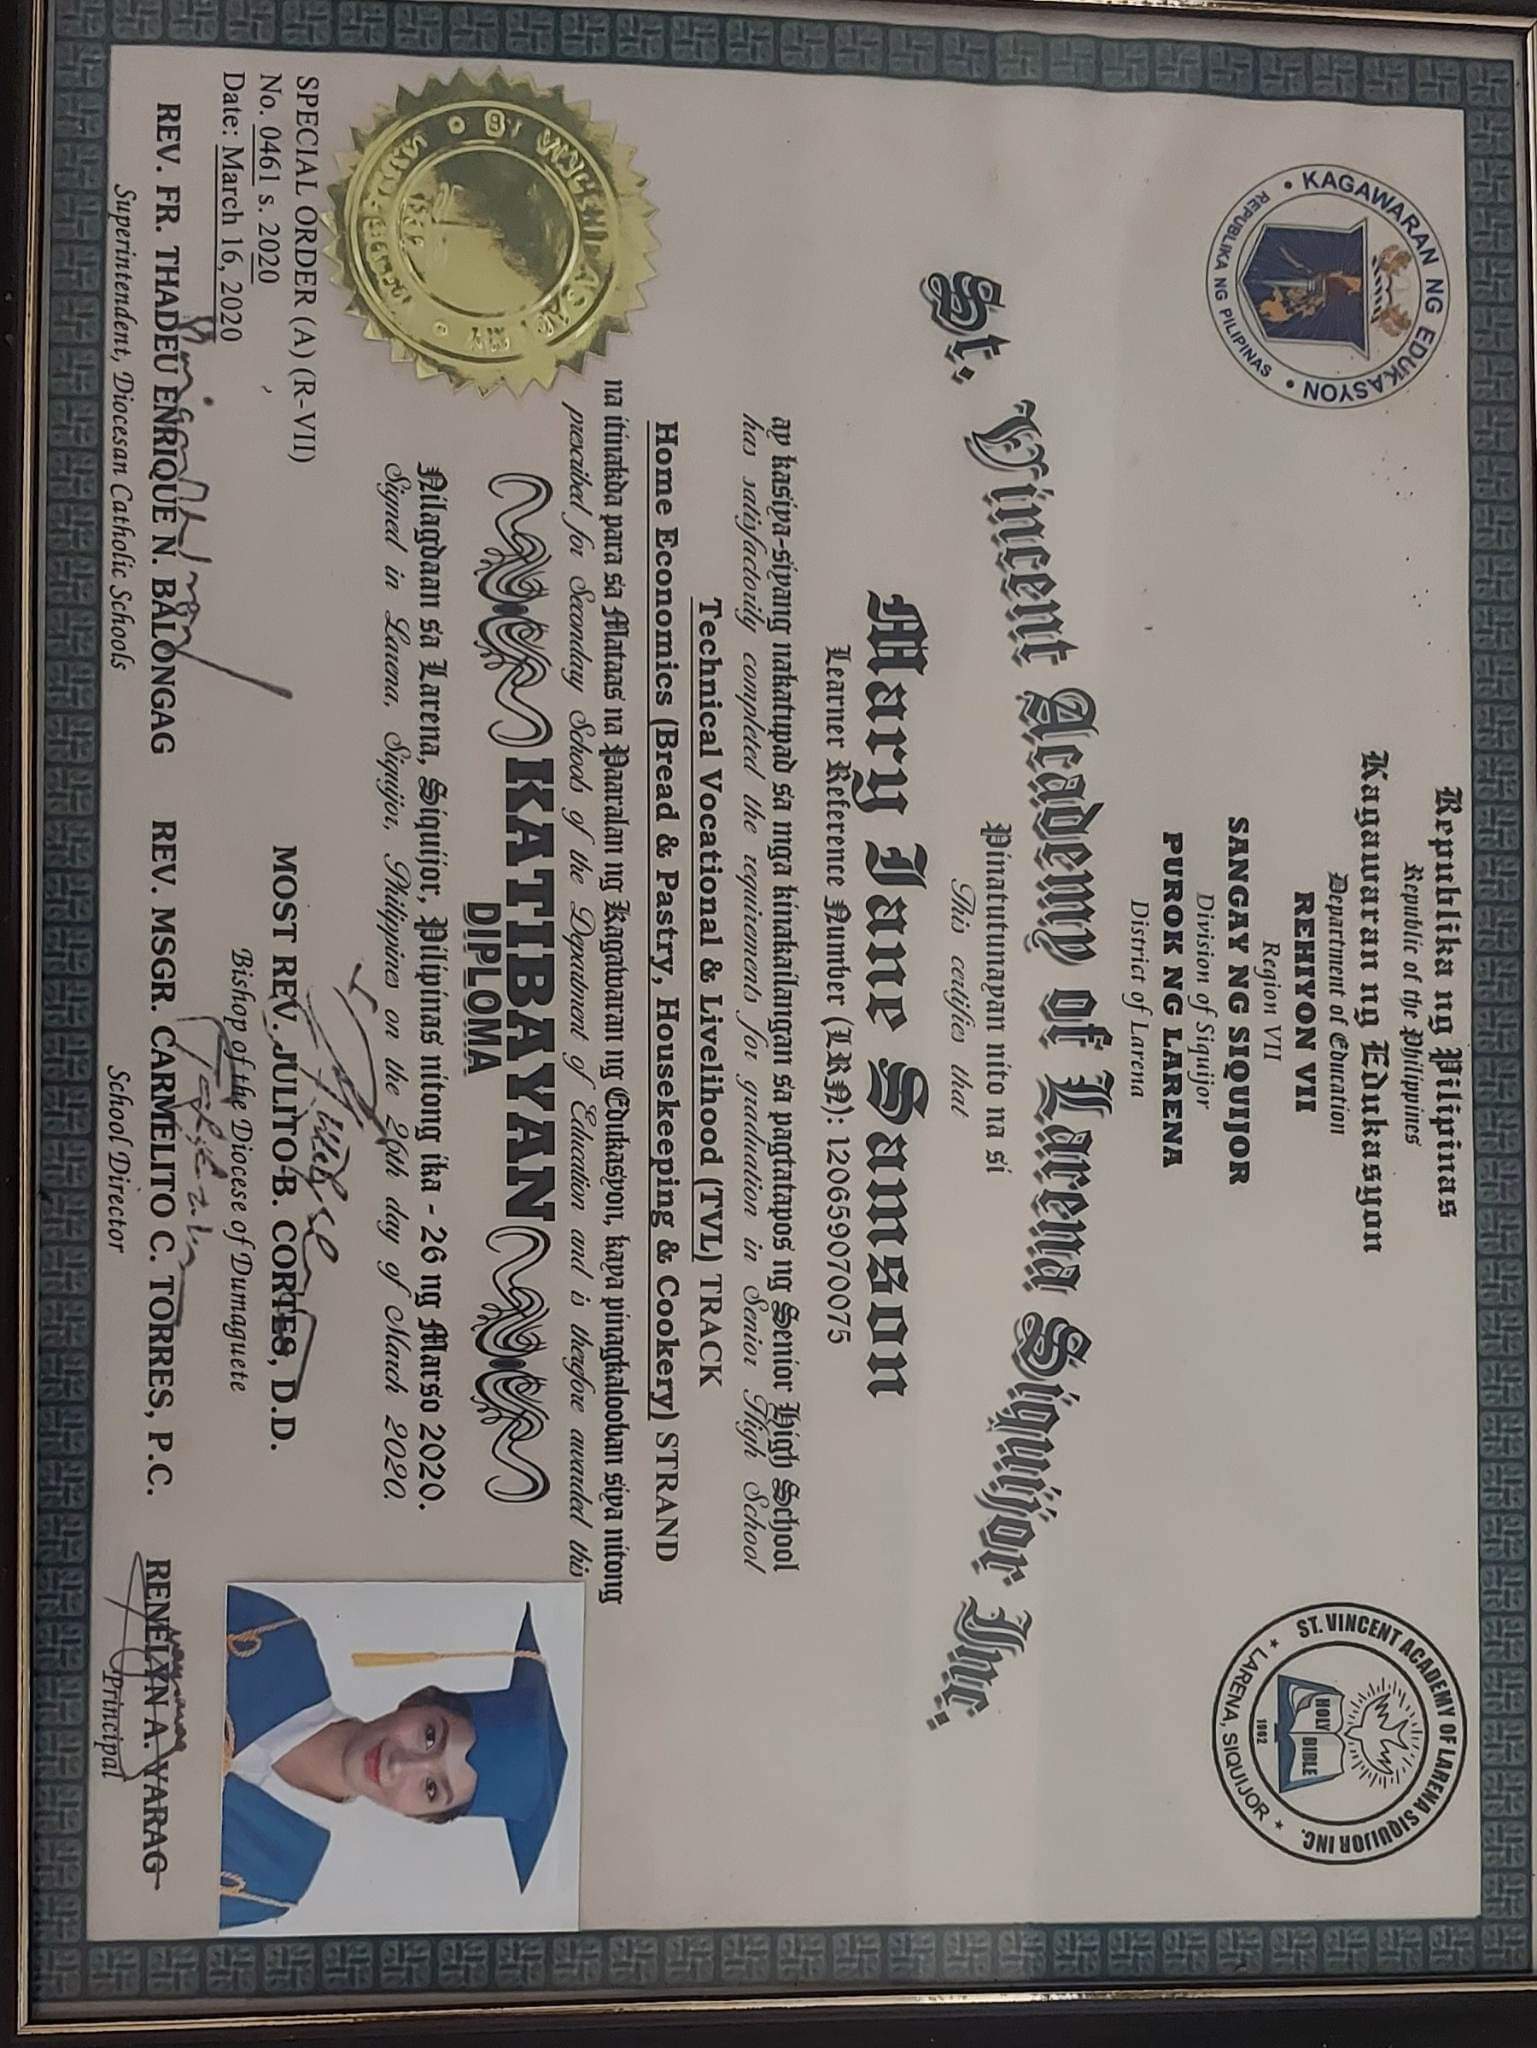 Republika ng Pilipinas
Republic of the Philippines
Kagawaran ng Edukasyon
Department of Education
REHIYON VII
Region VII
SANGAY NG SIQUIJOR
Division of Siquijor
PUROK NG LARENA
District of Larena
KAGAWARAN NG EDUKASYON
REPUBLIKA NG PILIPINAS
ST. VINCENT ACADEMY OF LARENA SIQUIJOR INC.
HOLY BIBLE
1962
LARENA, SIQUIJOR
St. Vincent Academy of Larena Siquijor Inc.
Pinatutunayan nito na si
This certifies that
Mary Jane Samson
Learner Reference Number (LRN): 120659070075
ay kasiya-siyang nakatupad sa mga kinakailangan sa pagtatapos ng Senior High School
has satisfactorily completed the requirements for graduation in Senior High School
Technical Vocational & Livelihood (TVL) TRACK
Home Economics (Bread & Pastry, Housekeeping & Cookery) STRAND
na itinakda para sa Mataas na Paaralan ng Kagawaran ng Edukasyon, kaya pinagkalooban siya nitong
prescribed for Secondary Schools of the Department of Education and is therefore awarded this
KATIBAYAN
DIPLOMA
Nilagdaan sa Larena, Siquijor, Pilipinas nitong ika - 26 ng Marso 2020.
Signed in Larena, Siquijor, Philippines on the 26th day of March 2020.
SPECIAL ORDER (A) (R-VII)
No. 0461 s. 2020
Date: March 16, 2020
MOST REV. JULITO B. CORTES, D.D.
Bishop of the Diocese of Dumaguete
REV. FR. THADEU ENRIQUE N. BALONGAG
Superintendent, Diocesan Catholic Schools
REV. MSGR. CARMELITO C. TORRES, P.C.
School Director
RENELYN A. YARAG
Principal